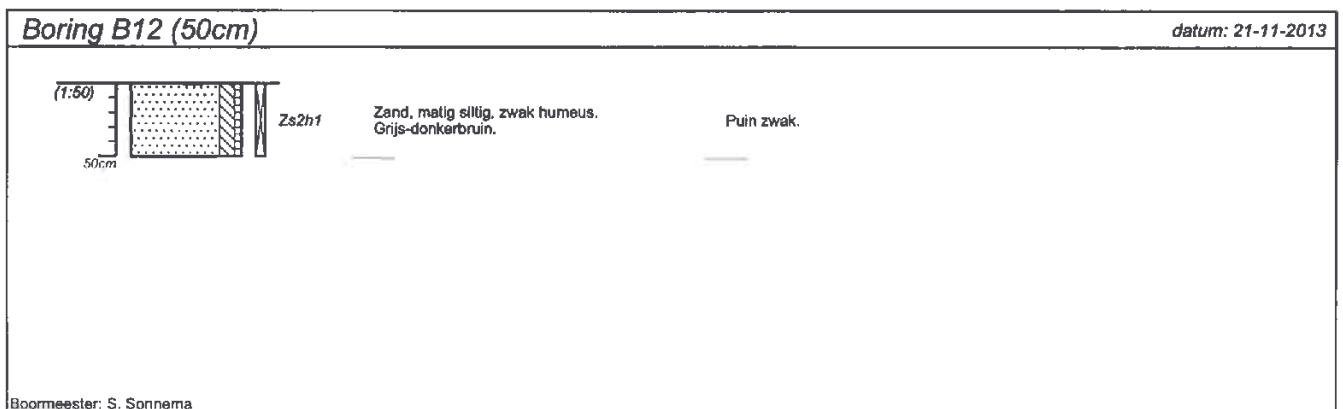 Boring B12 (50cm)
datum: 21-11-2013
(1:50)
Zs2h1
Zand, matig siltig, zwak humeus.
Grijs-donkerbruin.
Puin zwak.
50cm
Boormeester: S. Sonnema